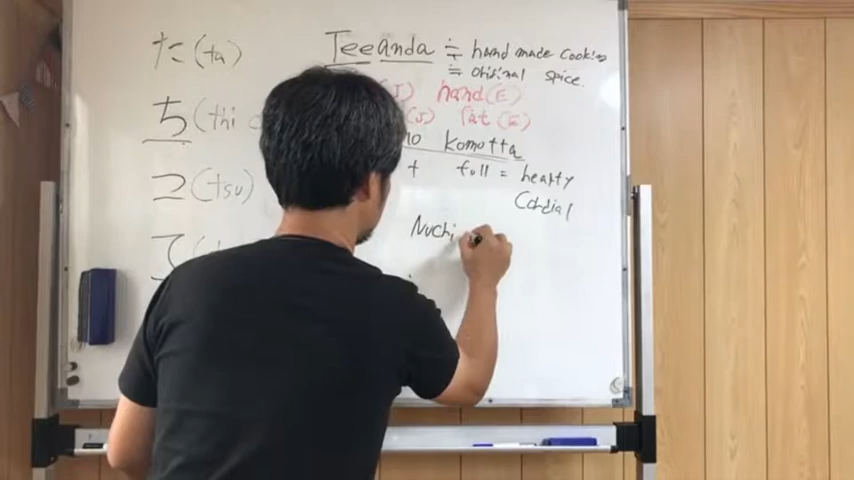 た(ta)
ち(thi
つ(tsu)
て(
Teeanda ≒ hand made cooking
≒ original spice.
(J) hand(E)
(J) fat(E)
komotta
+ full = hearty
Cordial
Nuchi